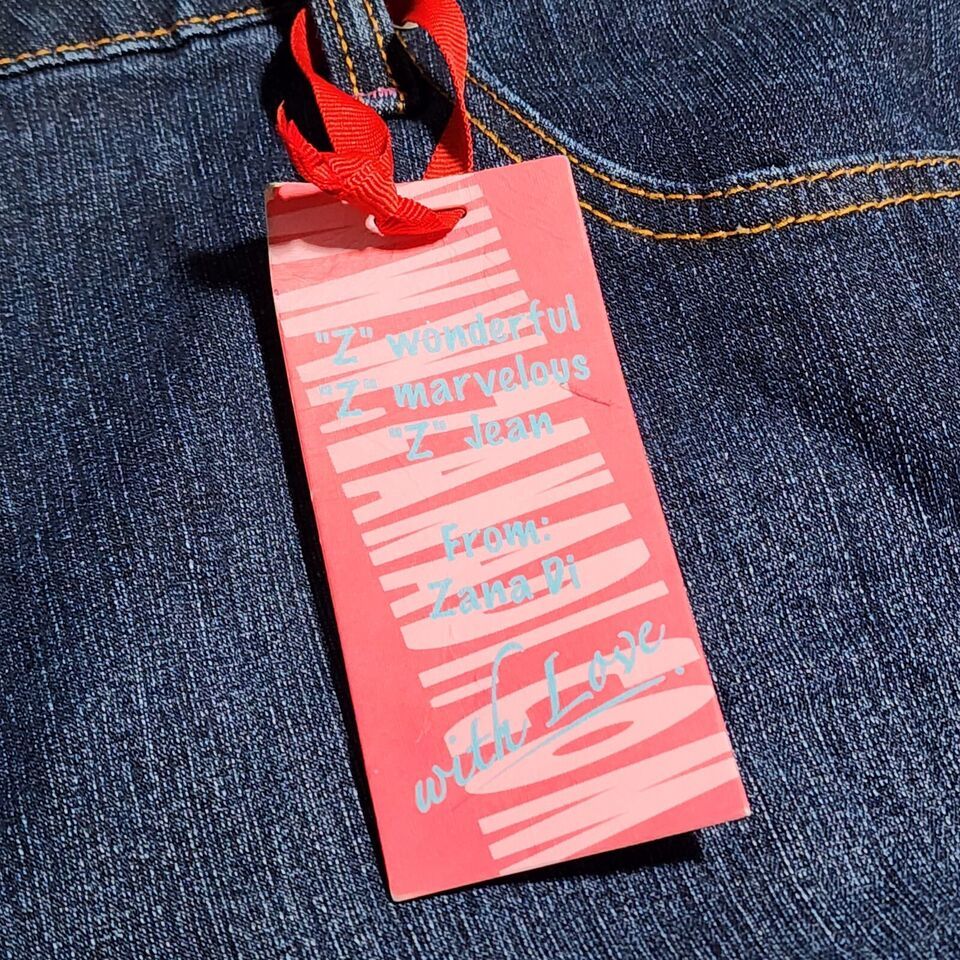 "Z" wonderful
"Z" marvelous
"Z" Jean
From:
Zana Di
with Love.